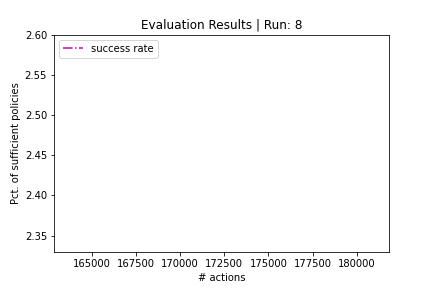 Evaluation Results | Run: 8
success rate
Pct. of sufficient policies
2.60
2.55
2.50
2.45
2.40
2.35
165000 167500 170000 172500 175000 177500 180000
# actions